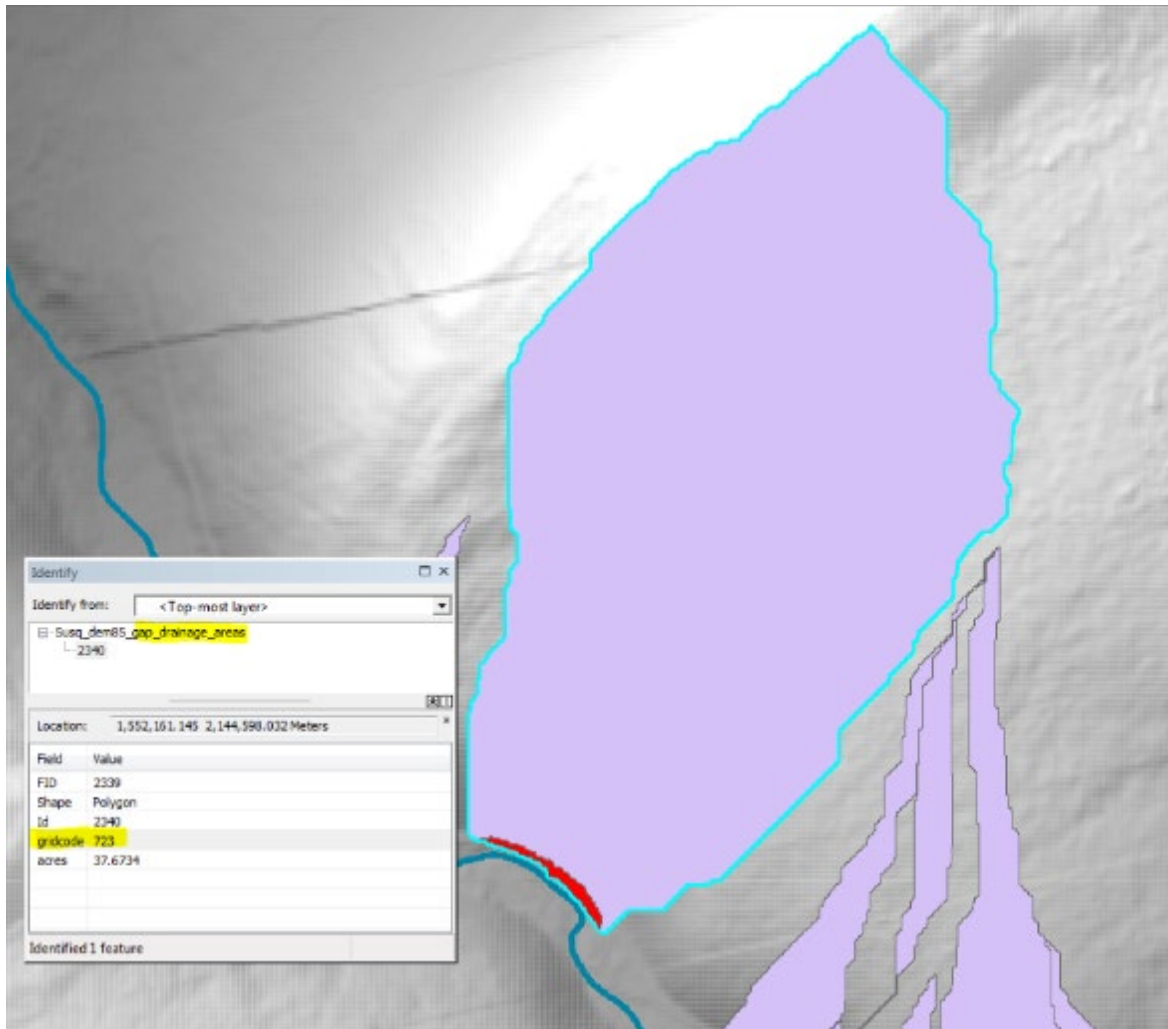 Identify
Identify from: <Top-most layer>
Susq_dem85_gap_drainage_areas
2340
Location: 1,552,161.145 2,144,598.032 Meters
Field Value
FID 2339
Shape Polygon
Id 2340
gridcode 723
acres 37.6734
Identified 1 feature